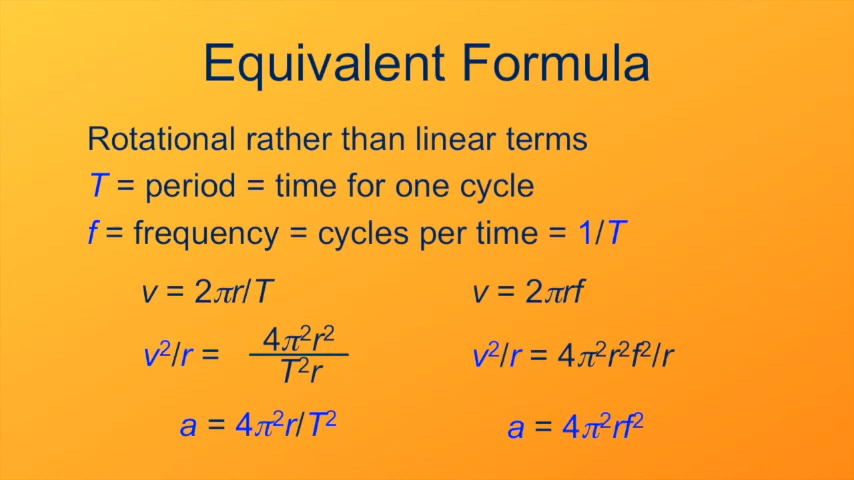 Equivalent Formula
Rotational rather than linear terms
T = period = time for one cycle
f = frequency = cycles per time = 1/T
v = 2πr/T
v = 2πrf
v²/r = 4π²r²
T²r
v²/r = 4π²r²f²/r
a = 4π²r/T²
a = 4π²rf²